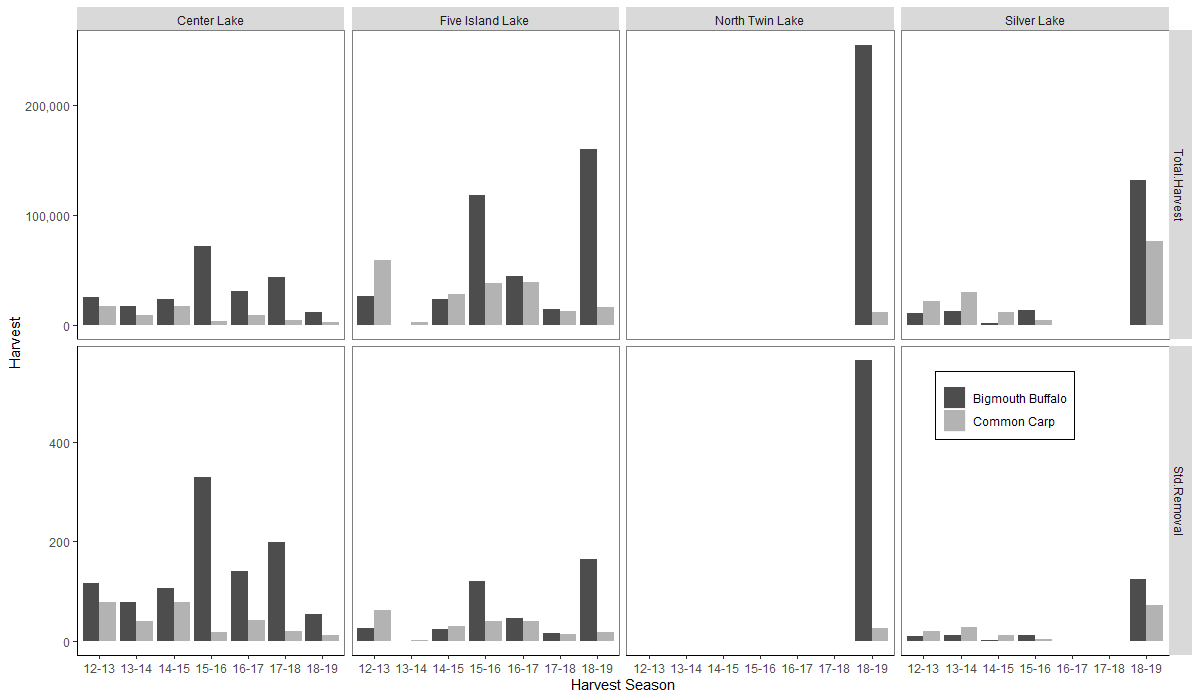 Center Lake Five Island Lake North Twin Lake Silver Lake
200,000
100,000
0
Total.Harvest
Harvest
400
200
0
Bigmouth Buffalo
Common Carp
Std.Removal
12-13 13-14 14-15 15-16 16-17 17-18 18-19 12-13 13-14 14-15 15-16 16-17 17-18 18-19 12-13 13-14 14-15 15-16 16-17 17-18 18-19 12-13 13-14 14-15 15-16 16-17 17-18 18-19
Harvest Season